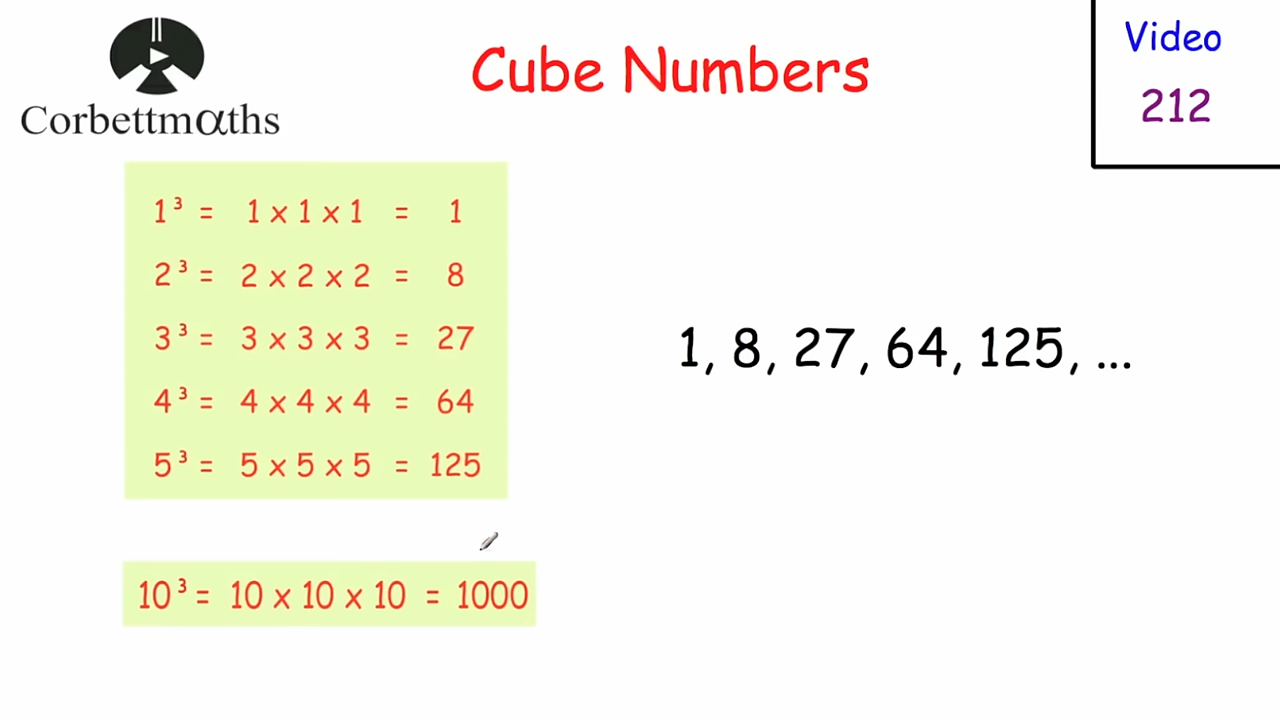 Corbettmαths
Cube Numbers
Video
212
1³ = 1 x 1 x 1 = 1
2³ = 2 x 2 x 2 = 8
3³ = 3 x 3 x 3 = 27
4³ = 4 x 4 x 4 = 64
5³ = 5 x 5 x 5 = 125
1, 8, 27, 64, 125, ...
10³ = 10 x 10 x 10 = 1000